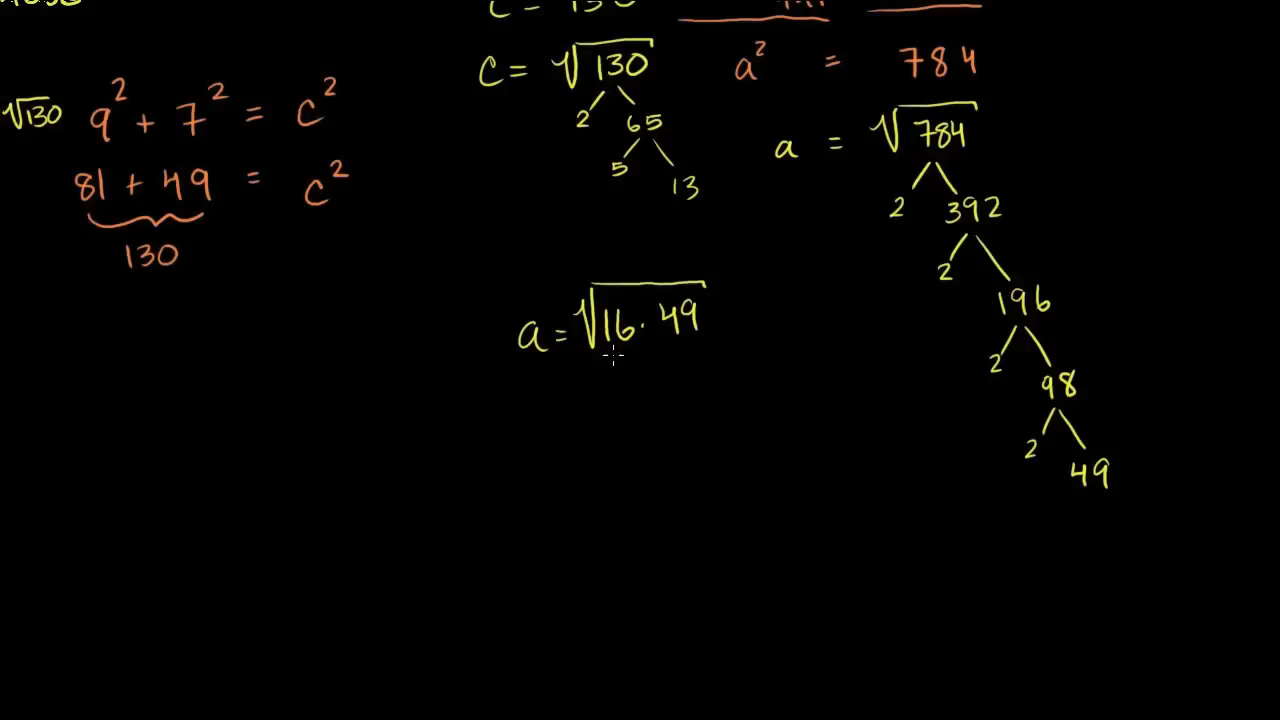 √130 9² + 7² = c²
81 + 49 = c²
130
c = √130
2 65
5 13
a² = 784
a = √784
2 392
2 196
2 98
2 49
a = √16 · 49